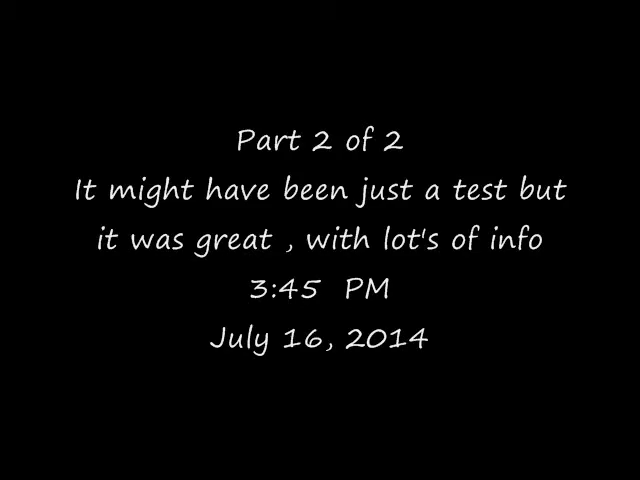 Part 2 of 2
It might have been just a test but
it was great , with lot's of info
3:45 PM
July 16, 2014